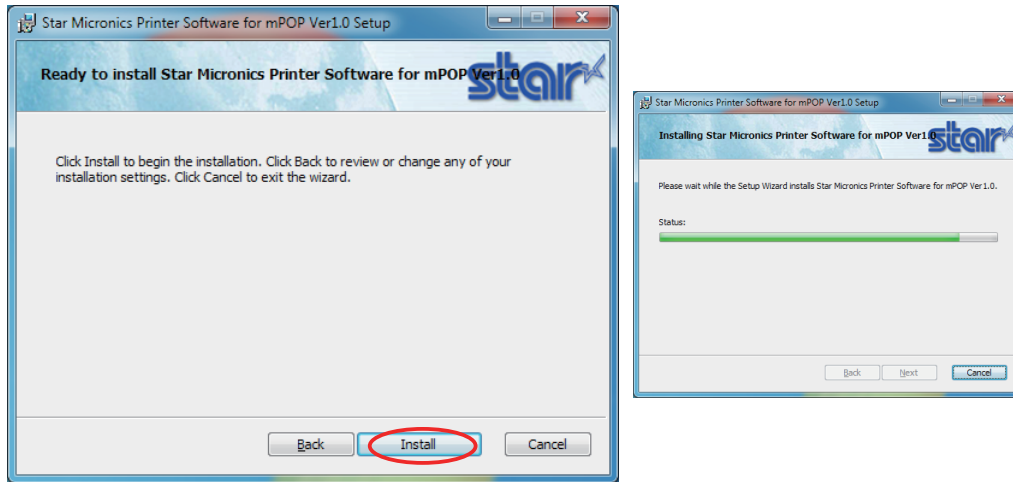 Star Micronics Printer Software for mPOP Ver1.0 Setup
Ready to install Star Micronics Printer Software for mPOP Ver1.0
star
Click Install to begin the installation. Click Back to review or change any of your
installation settings. Click Cancel to exit the wizard.
Back Install Cancel
Star Micronics Printer Software for mPOP Ver1.0 Setup
Installing Star Micronics Printer Software for mPOP Ver1.0
star
Please wait while the Setup Wizard installs Star Micronics Printer Software for mPOP Ver1.0.
Status:
Back Next Cancel